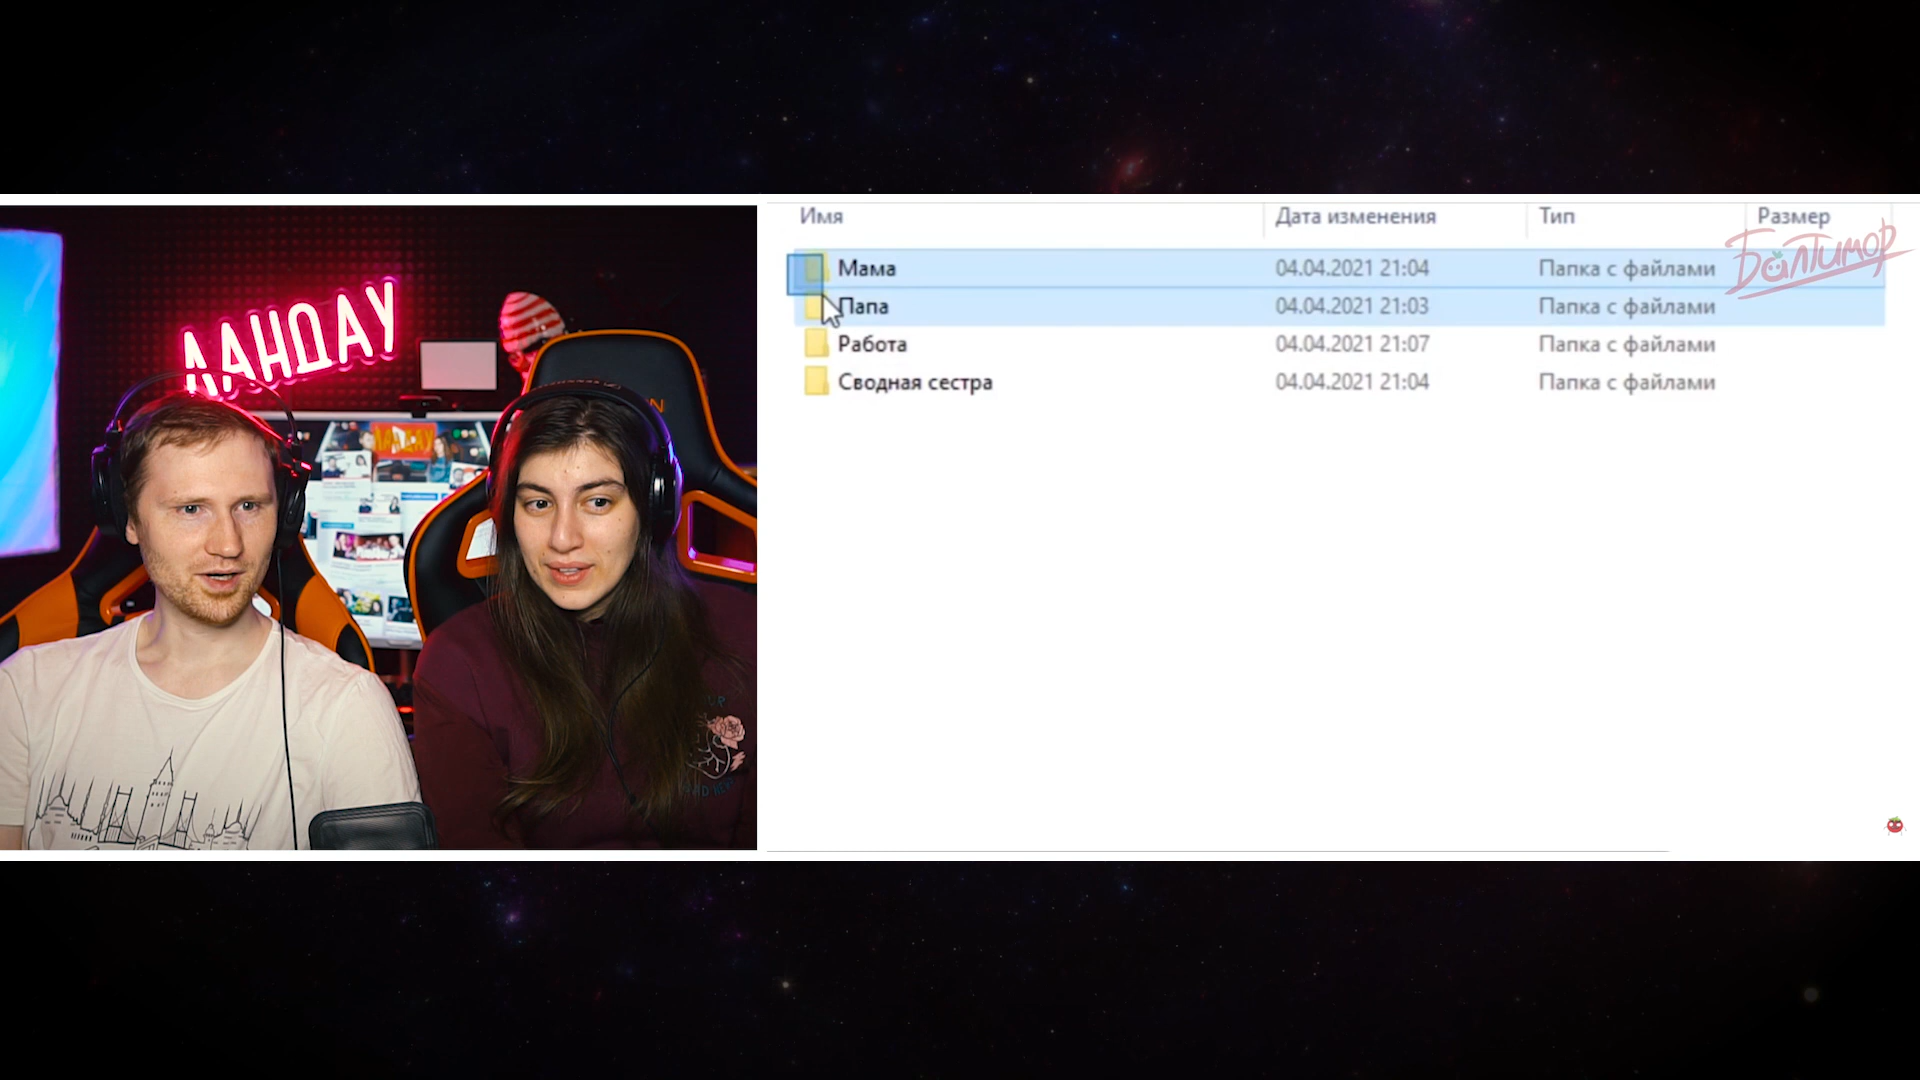 ЛАНДАУ
Имя Дата изменения Тип Размер
Балтимор
Мама 04.04.2021 21:04 Папка с файлами
Папа 04.04.2021 21:03 Папка с файлами
Работа 04.04.2021 21:07 Папка с файлами
Сводная сестра 04.04.2021 21:04 Папка с файлами